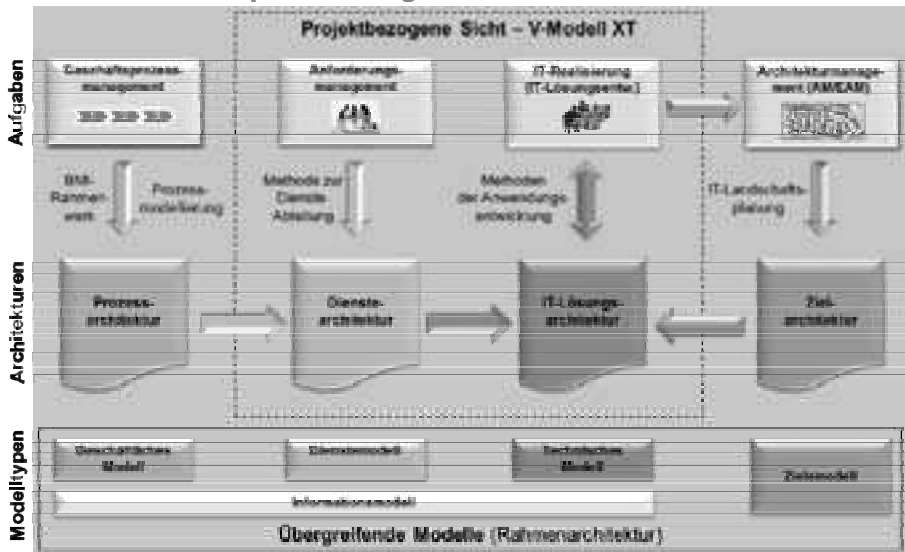 Projektbezogene Sicht – V-Modell XT
Aufgaben
Geschäftsprozess-
management
Anforderungs-
management
IT-Realisierung
(IT-Lösungsentw.)
Architekturmanage-
ment (AM/EAM)
BMI-
Rahmen
werk
Prozess-
modellierung
Methode zur
Dienste
Ableitung
Methoden
der Anwendungs
entwicklung
IT-Landschafts-
planung
Architekturen
Prozess-
architektur
Dienste-
architektur
IT-Lösungs-
architektur
Ziel-
architektur
Modelltypen
Geschäftliches
Modell
Dienstemodell
Technisches
Modell
Zielemodell
Informationsmodell
Übergreifende Modelle (Rahmenarchitektur)